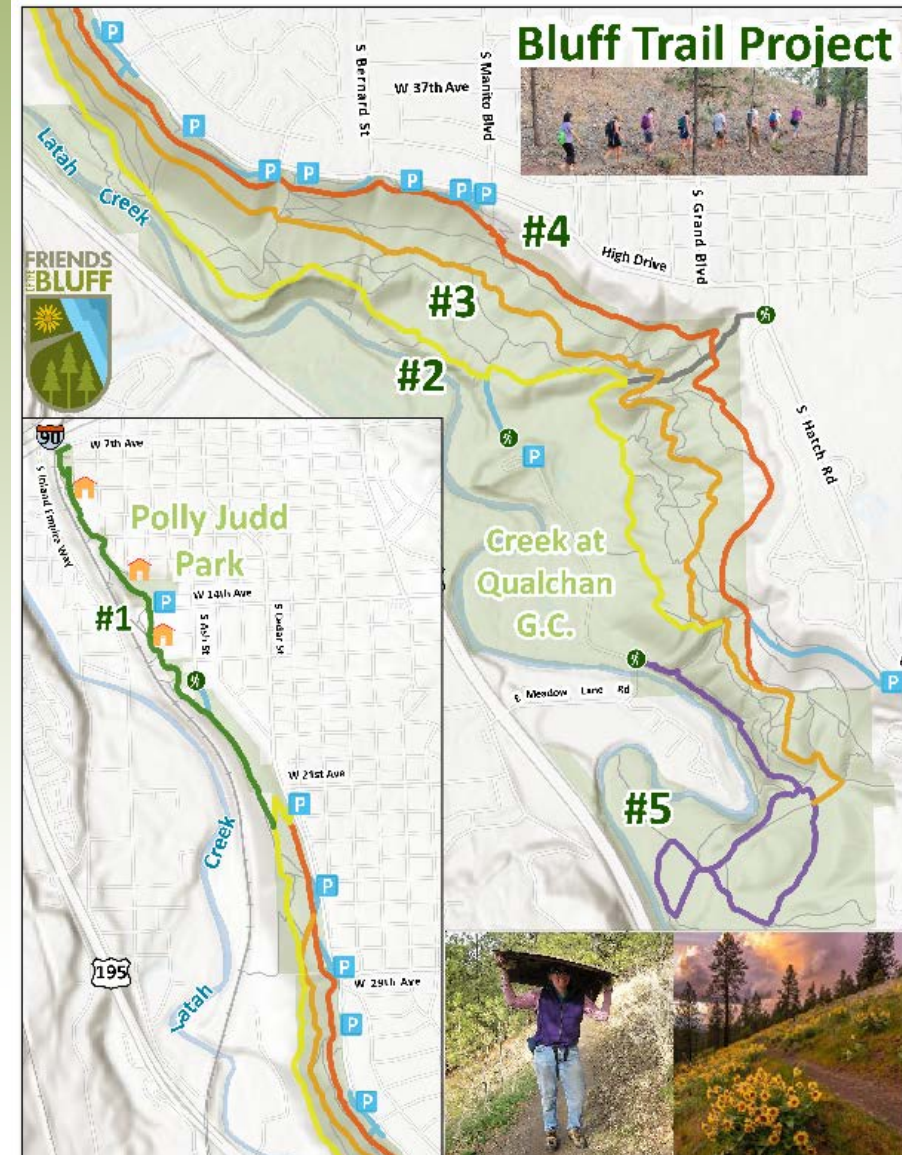 Bluff Trail Project
P
S Bernard St
W 37th Ave
S Manito Blvd
P
P
P
P
P
P
S Grand Blvd
#4
High Drive
Latah
Creek
FRIENDS
OF THE
BLUFF
#3
#2
P
S Hatch Rd
Creek at
Qualchan
G.C.
E Meadow Lane Rd
P
#5
90
W 7th Ave
S Inland Empire Way
Polly Judd
Park
W 14th Ave
P
#1
S Ash St
S Cedar St
W 21st Ave
P
Creek
P
195
P
W 29th Ave
Latah
P
P